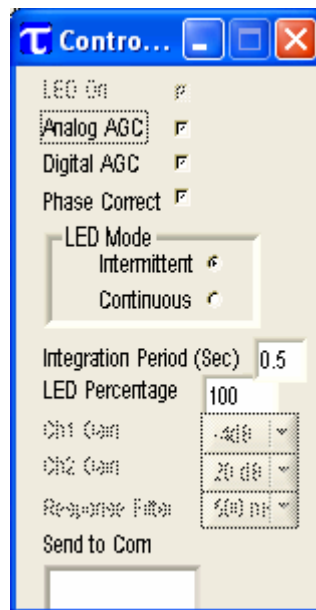 τ Contro...
LED On
Analog AGC
Digital AGC
Phase Correct
LED Mode
Intermittent
Continuous
Integration Period (Sec) 0.5
LED Percentage 100
Ch1 Gain
Ch2 Gain 20 dB
Response Filter
Send to Com